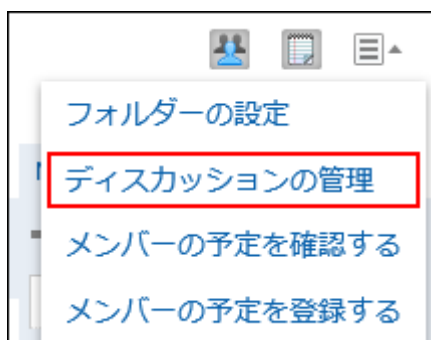 フォルダーの設定
ディスカッションの管理
メンバーの予定を確認する
メンバーの予定を登録する